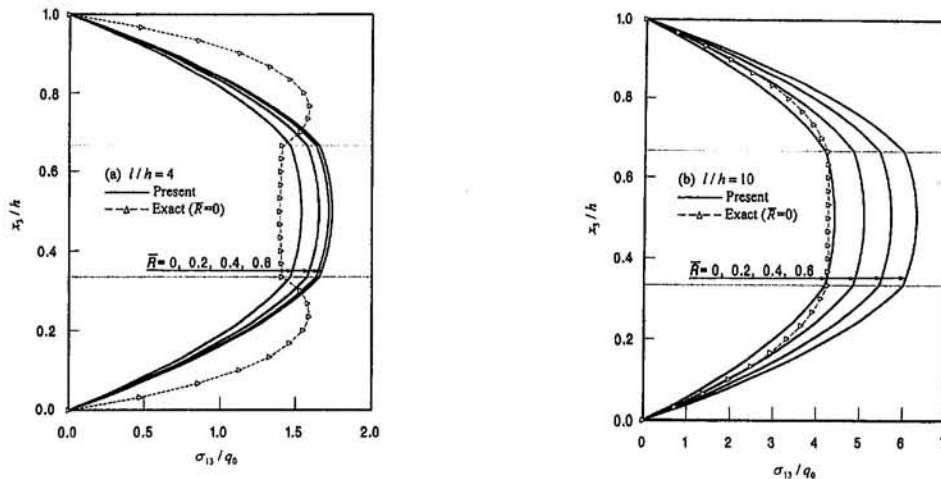 1.0
0.8
0.6
0.4
0.2
0.0
x₃/h
(a) l/h = 4
Present
Exact (R̅=0)
R̅= 0, 0.2, 0.4, 0.6
0.0 0.5 1.0 1.5 2.0
σ₁₃/q₀
1.0
0.8
0.6
0.4
0.2
0.0
x₃/h
(b) l/h = 10
Present
Exact (R̅=0)
R̅= 0, 0.2, 0.4, 0.6
0 1 2 3 4 5 6 7
σ₁₃/q₀